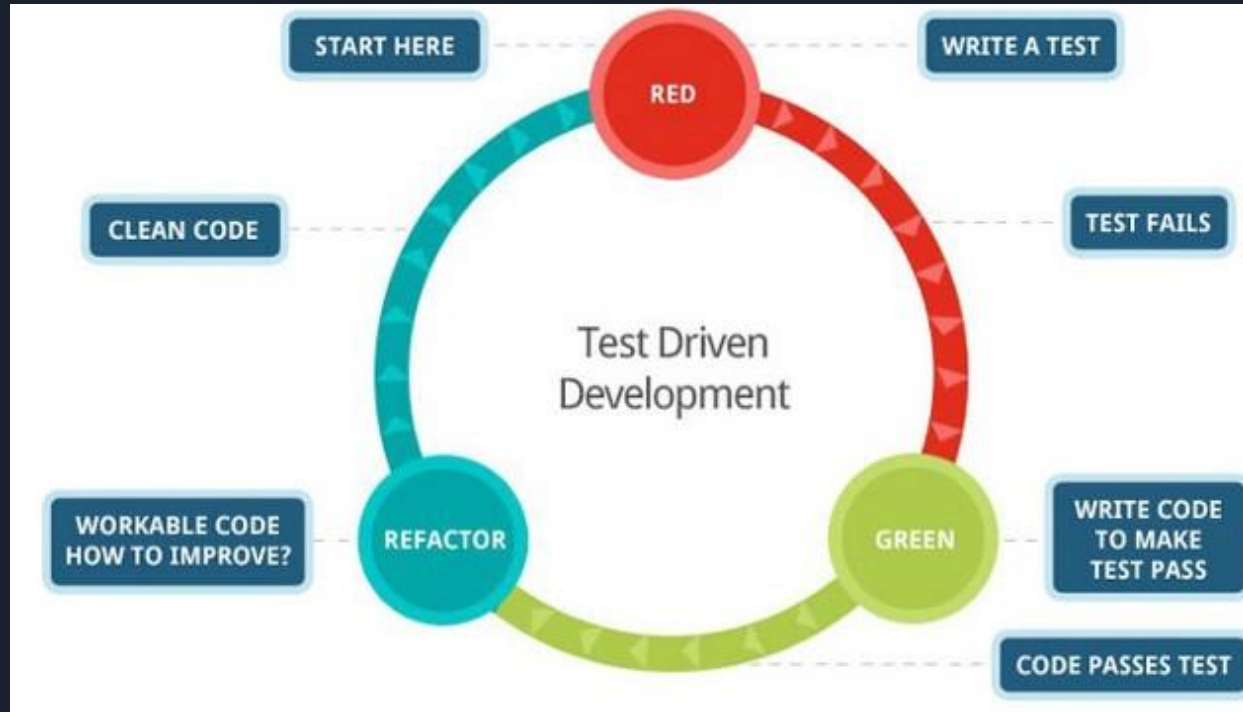 START HERE
RED
WRITE A TEST
CLEAN CODE
TEST FAILS
Test Driven
Development
WORKABLE CODE
HOW TO IMPROVE?
REFACTOR
GREEN
WRITE CODE
TO MAKE
TEST PASS
CODE PASSES TEST